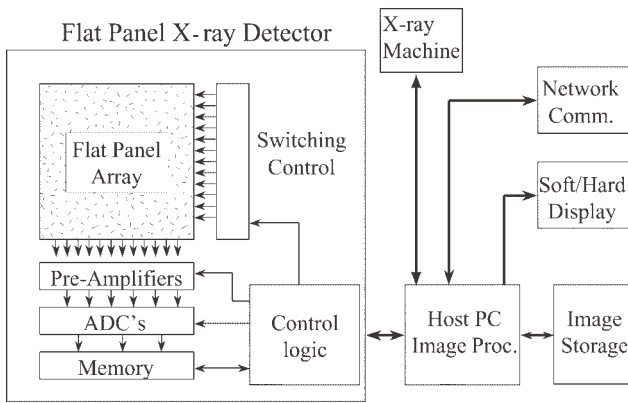 Flat Panel X-ray Detector
X-ray
Machine
Network
Comm.
Flat Panel
Array
Switching
Control
Soft/Hard
Display
Pre-Amplifiers
ADC's
Memory
Control
logic
Host PC
Image Proc.
Image
Storage